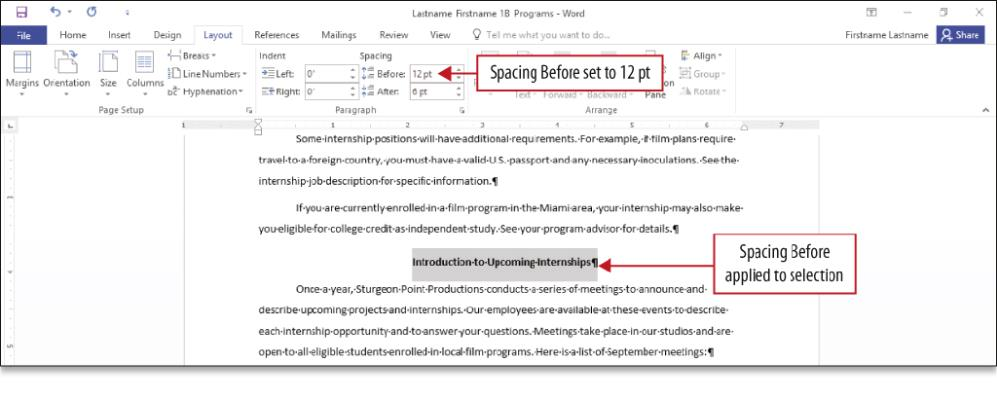 Lastname Firstname 1B Programs - Word
File Home Insert Design Layout References Mailings Review View Tell me what you want to do... Firstname Lastname Share
Indent Spacing
Margins Orientation Size Columns
Breaks
Line Numbers
Hyphenation
Left: 0" Before: 12 pt
Right: 0" After: 6 pt
Spacing Before set to 12 pt
Text Forward Backward Pane
Align
Group
Rotate
Page Setup Paragraph Arrange
1 1 2 3 4 5 6 7
Some internship positions will have additional requirements. For example, if film plans require
travel to a foreign country, you must have a valid U.S. passport and any necessary inoculations. See the
internship job description for specific information.¶
If you are currently enrolled in a film program in the Miami area, your internship may also make
you eligible for college credit as independent study. See your program advisor for details.¶
Introduction to Upcoming Internships¶
Spacing Before
applied to selection
Once a year, Sturgeon Point Productions conducts a series of meetings to announce and
describe upcoming projects and internships. Our employees are available at these events to describe
each internship opportunity and to answer your questions. Meetings take place in our studios and are
open to all eligible students enrolled in local film programs. Here is a list of September meetings:¶